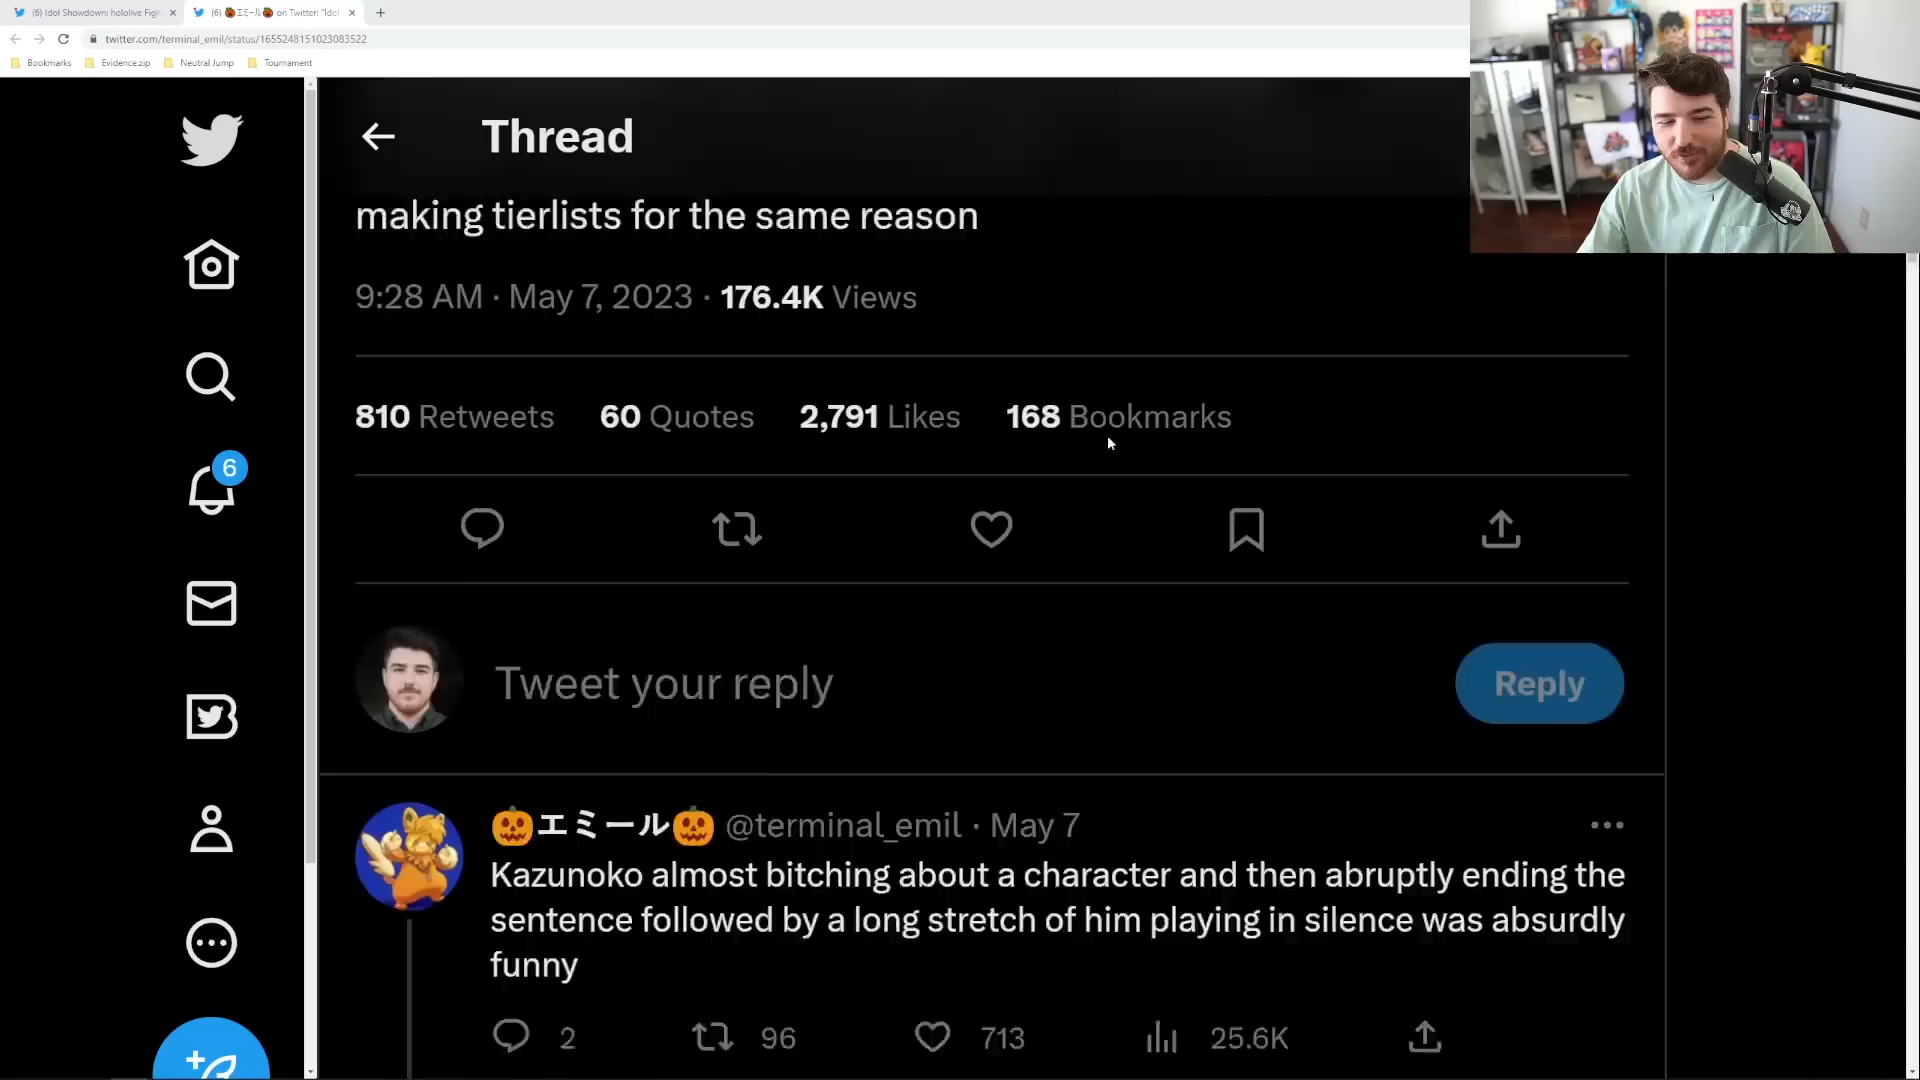 (6) Idol Showdown: hololive Figh
(6) 🎃エミール🎃 on Twitter: "Idol
twitter.com/terminal_emil/status/1655248151023083522
Bookmarks
Evidence.zip
Neutral Jump
Tournament
Thread
making tierlists for the same reason
9:28 AM · May 7, 2023 · 176.4K Views
810 Retweets 60 Quotes 2,791 Likes 168 Bookmarks
6
Tweet your reply
Reply
🎃エミール🎃 @terminal_emil · May 7
Kazunoko almost bitching about a character and then abruptly ending the
sentence followed by a long stretch of him playing in silence was absurdly
funny
2 96 713 25.6K